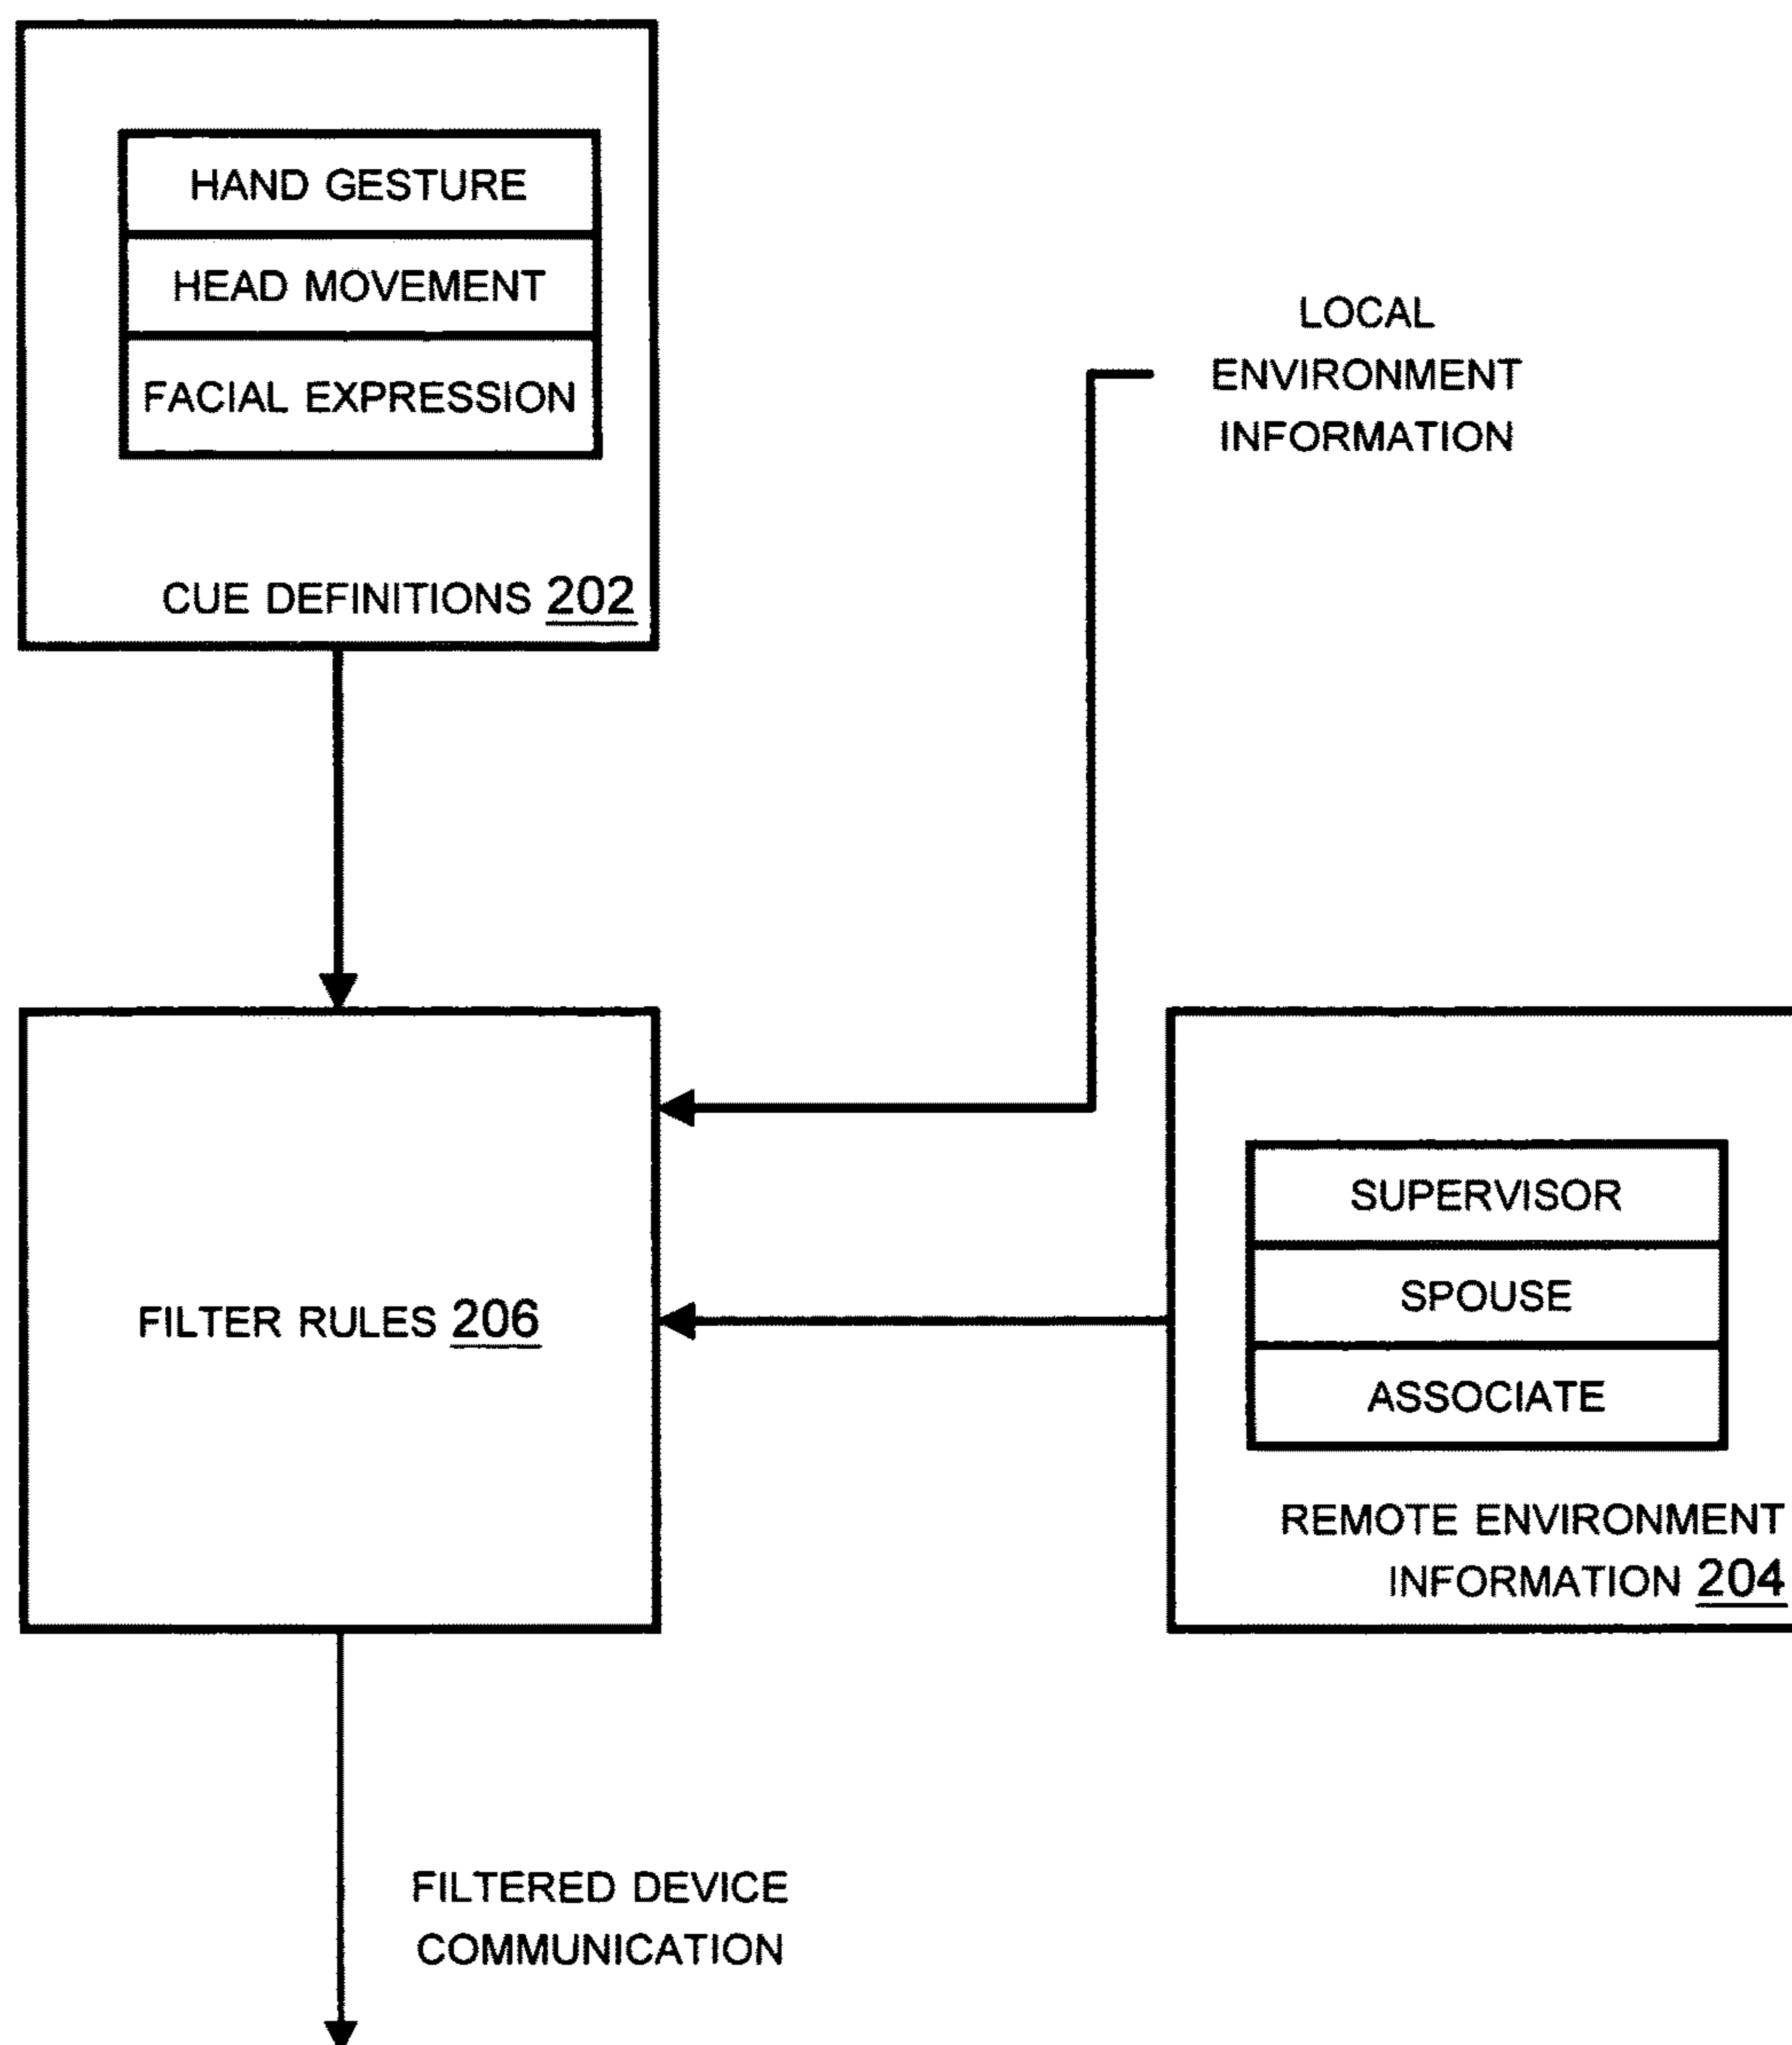 HAND GESTURE
HEAD MOVEMENT
FACIAL EXPRESSION
CUE DEFINITIONS 202
LOCAL
ENVIRONMENT
INFORMATION
FILTER RULES 206
SUPERVISOR
SPOUSE
ASSOCIATE
REMOTE ENVIRONMENT
INFORMATION 204
FILTERED DEVICE
COMMUNICATION